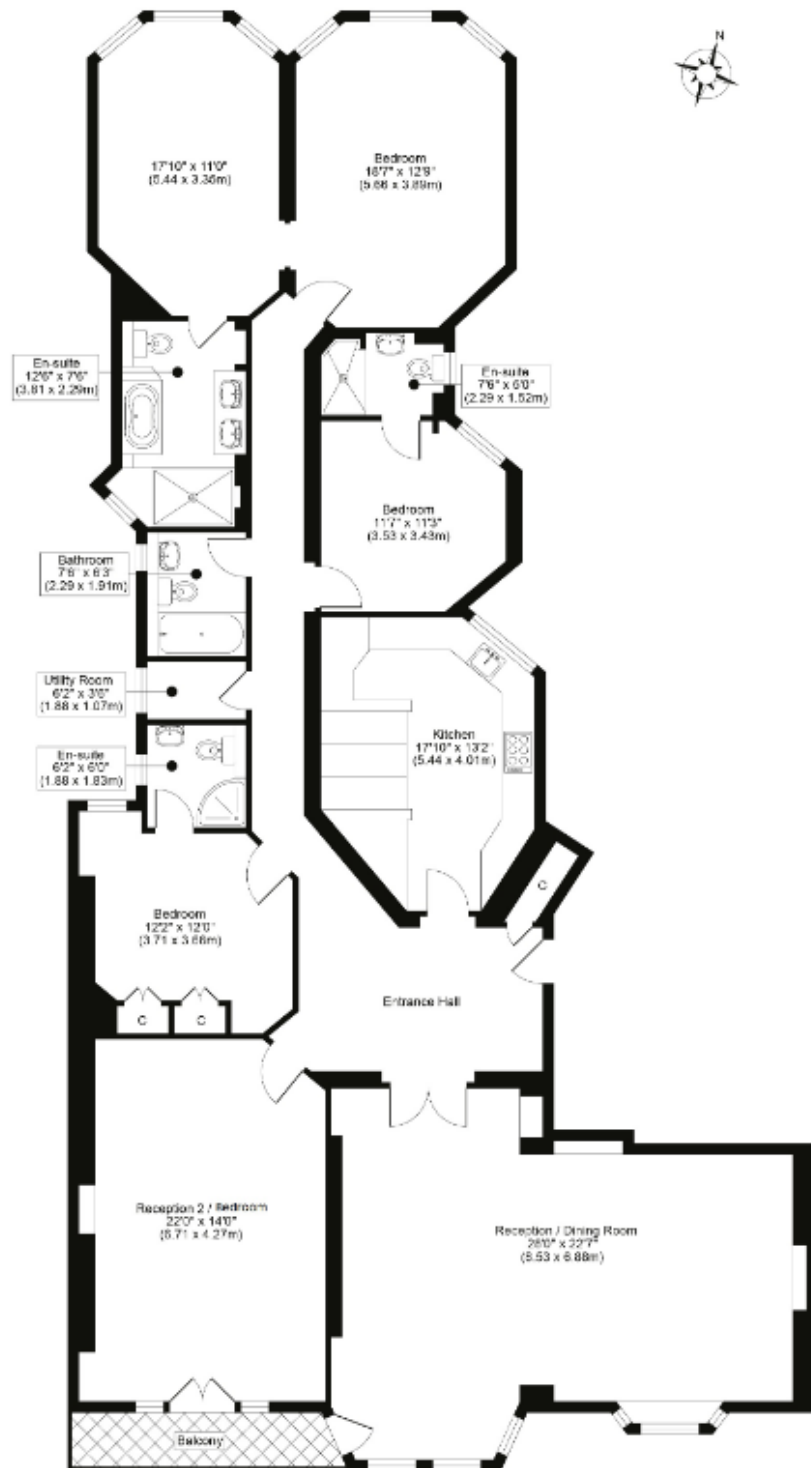 N
17'10" x 11'0"
(5.44 x 3.35m)
Bedroom
18'7" x 12'9"
(5.66 x 3.89m)
En-suite
12'6" x 7'6"
(3.81 x 2.29m)
En-suite
7'6" x 5'0"
(2.29 x 1.52m)
Bedroom
11'7" x 11'3"
(3.53 x 3.43m)
Bathroom
7'6" x 6'3"
(2.29 x 1.91m)
Utility Room
6'2" x 3'6"
(1.88 x 1.07m)
Kitchen
17'10" x 13'2"
(5.44 x 4.01m)
En-suite
6'2" x 6'0"
(1.88 x 1.83m)
C
Bedroom
12'2" x 12'0"
(3.71 x 3.66m)
Entrance Hall
C
C
Reception 2 / Bedroom
22'0" x 14'0"
(6.71 x 4.27m)
Reception / Dining Room
28'0" x 22'7"
(8.53 x 6.88m)
Balcony